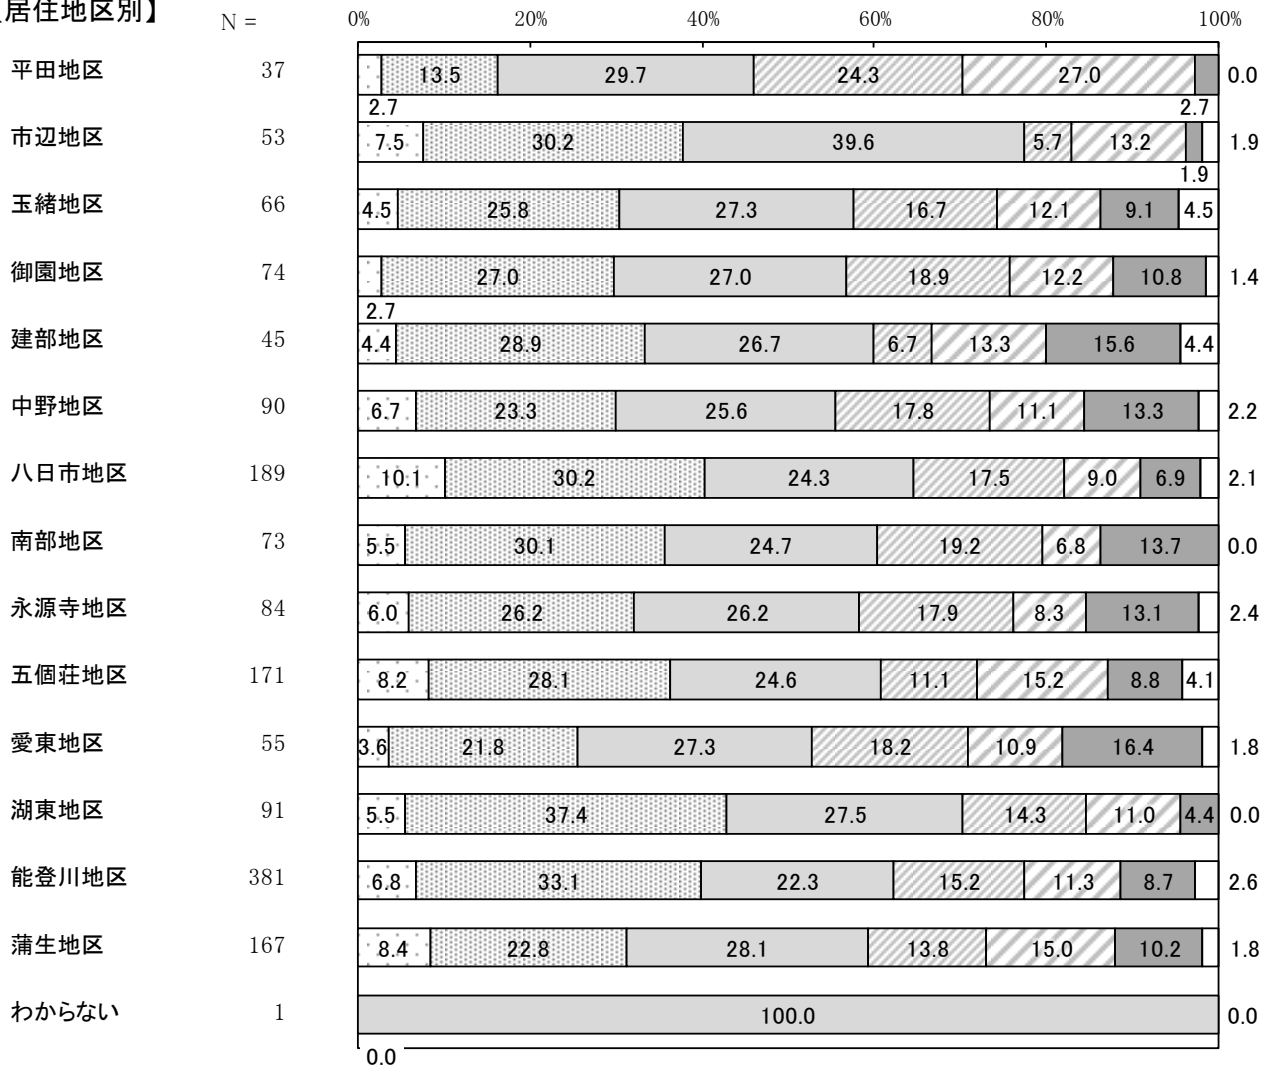 居住地区別】
N =
0% 20% 40% 60% 80% 100%
平田地区 37 13.5 29.7 24.3 27.0 0.0
2.7 2.7
市辺地区 53 7.5 30.2 39.6 5.7 13.2 1.9
1.9
玉緒地区 66 4.5 25.8 27.3 16.7 12.1 9.1 4.5
御園地区 74 27.0 27.0 18.9 12.2 10.8 1.4
2.7
建部地区 45 4.4 28.9 26.7 6.7 13.3 15.6 4.4
中野地区 90 6.7 23.3 25.6 17.8 11.1 13.3 2.2
八日市地区 189 10.1 30.2 24.3 17.5 9.0 6.9 2.1
南部地区 73 5.5 30.1 24.7 19.2 6.8 13.7 0.0
永源寺地区 84 6.0 26.2 26.2 17.9 8.3 13.1 2.4
五個荘地区 171 8.2 28.1 24.6 11.1 15.2 8.8 4.1
愛東地区 55 3.6 21.8 27.3 18.2 10.9 16.4 1.8
湖東地区 91 5.5 37.4 27.5 14.3 11.0 4.4 0.0
能登川地区 381 6.8 33.1 22.3 15.2 11.3 8.7 2.6
蒲生地区 167 8.4 22.8 28.1 13.8 15.0 10.2 1.8
わからない 1 100.0 0.0
0.0